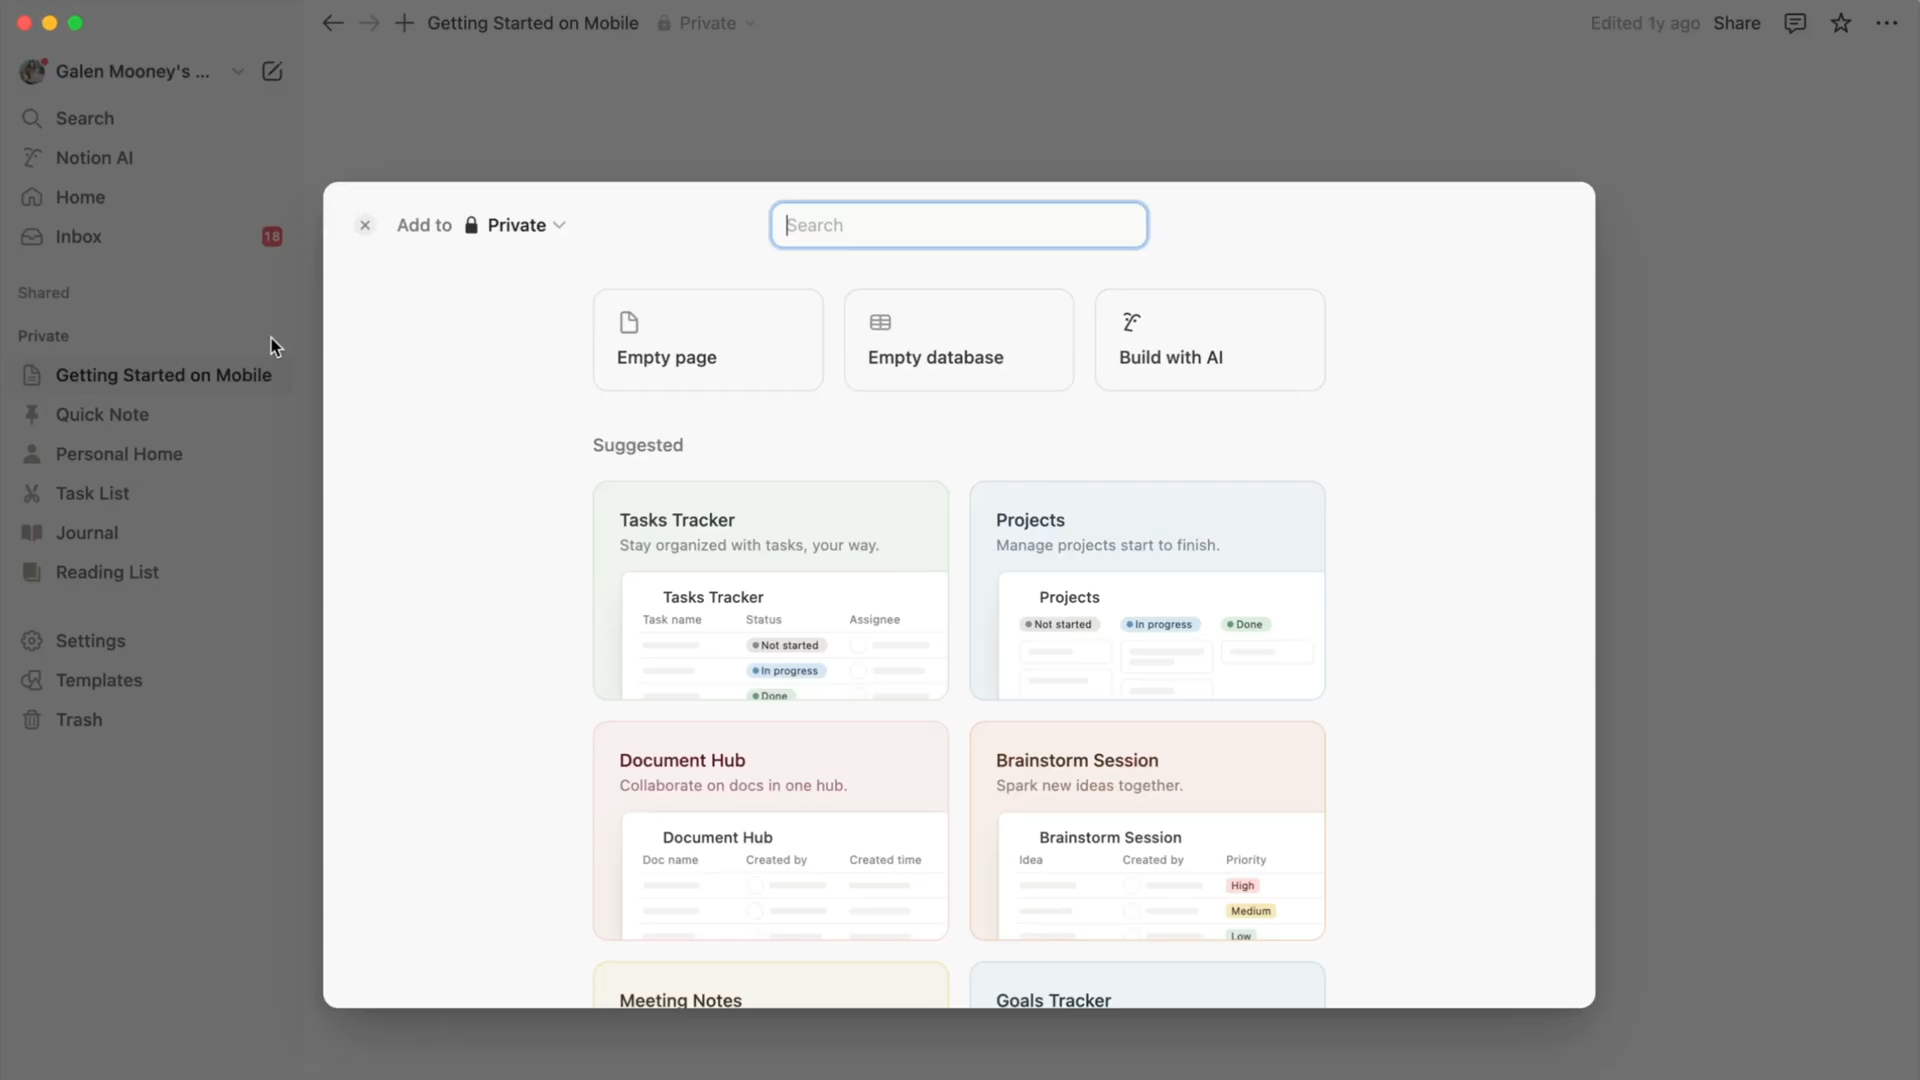 Getting Started on Mobile Private Edited 1y ago Share
Galen Mooney's ...
Search
Notion AI
Home
Inbox 18
Shared
Private
Getting Started on Mobile
Quick Note
Personal Home
Task List
Journal
Reading List
Settings
Templates
Trash
Add to Private Search
Empty page Empty database Build with AI
Suggested
Tasks Tracker
Stay organized with tasks, your way.
Tasks Tracker
Task name Status Assignee
Not started
In progress
Done
Projects
Manage projects start to finish.
Projects
Not started In progress Done
Document Hub
Collaborate on docs in one hub.
Document Hub
Doc name Created by Created time
Brainstorm Session
Spark new ideas together.
Brainstorm Session
Idea Created by Priority
High
Medium
Low
Meeting Notes
Goals Tracker